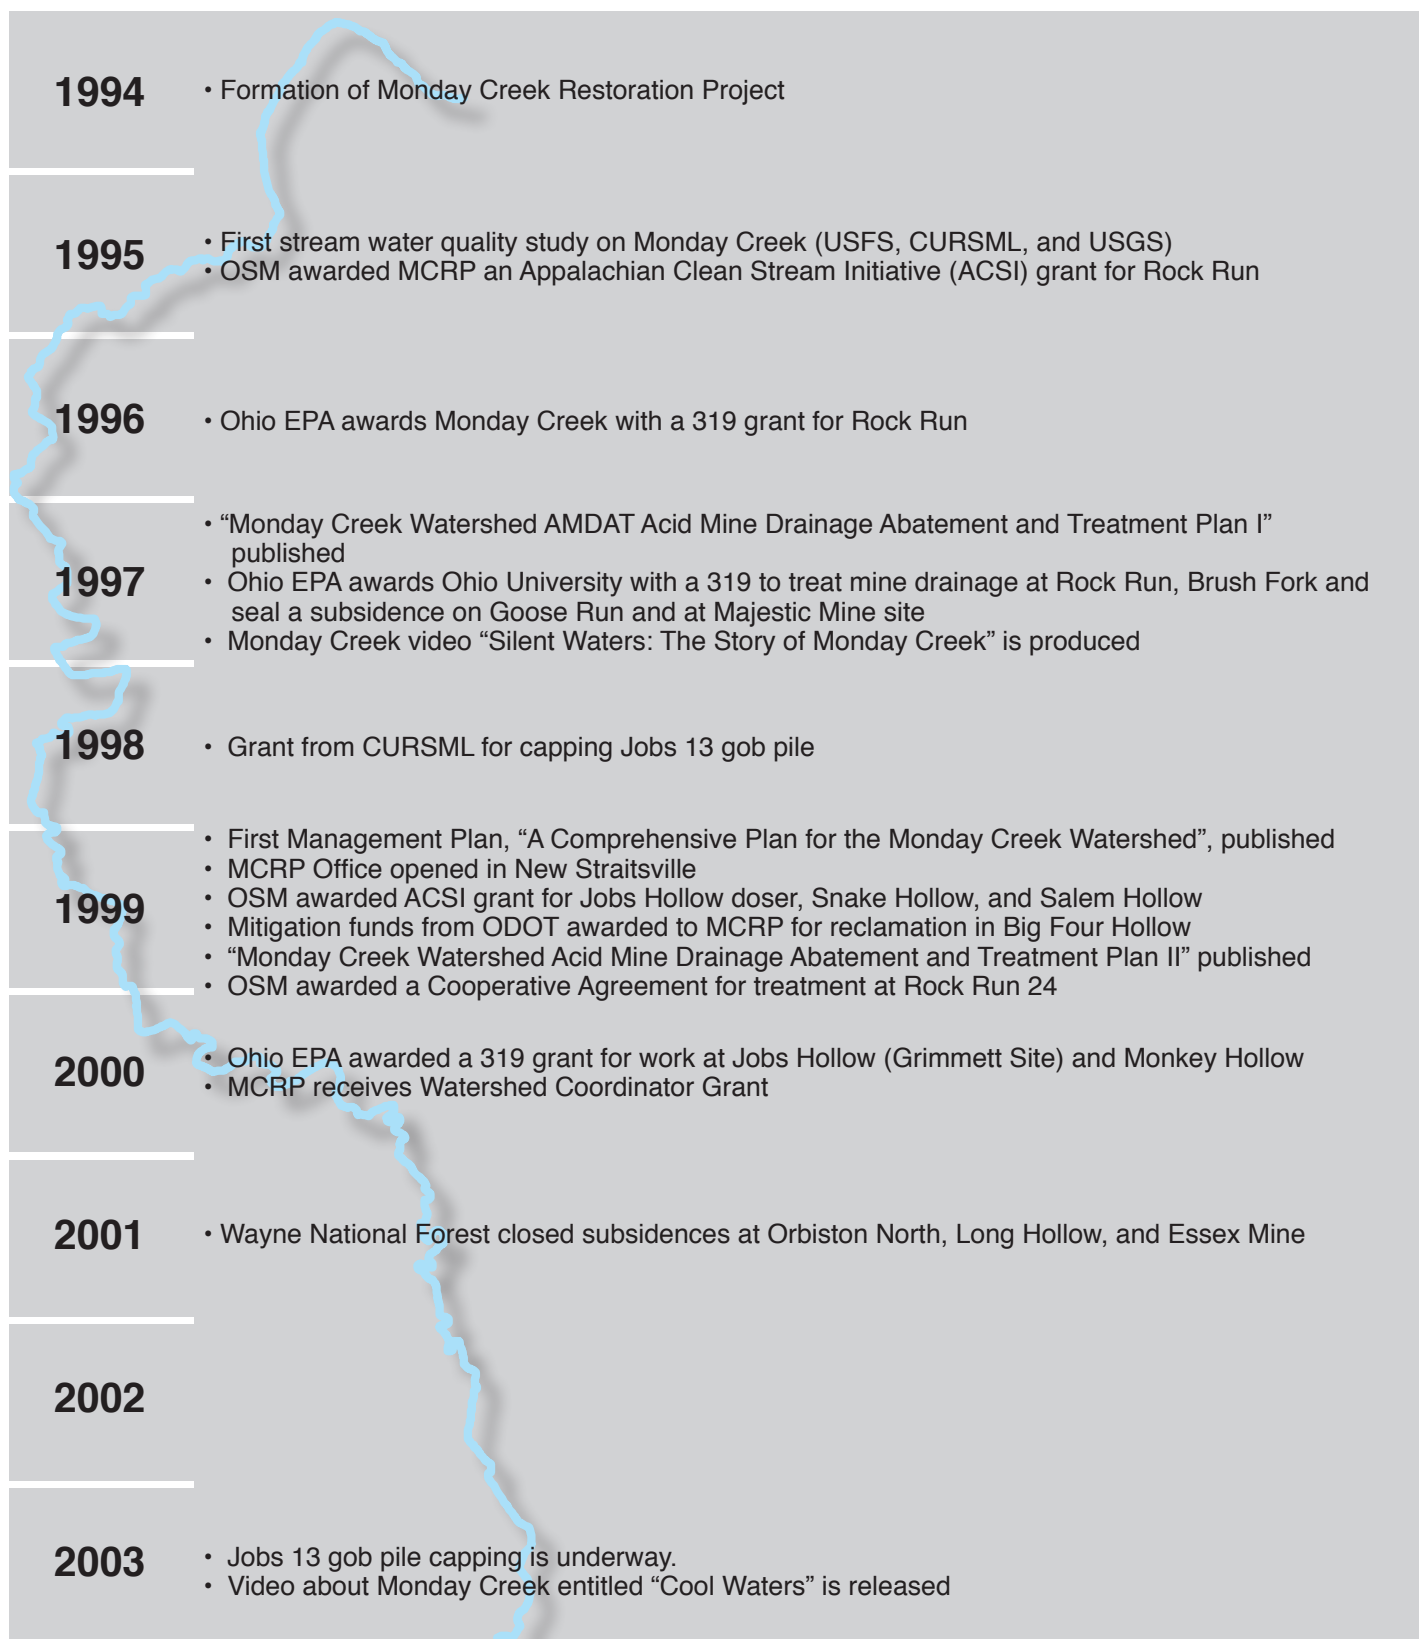 1994
• Formation of Monday Creek Restoration Project
1995
• First stream water quality study on Monday Creek (USFS, CURSML, and USGS)
• OSM awarded MCRP an Appalachian Clean Stream Initiative (ACSI) grant for Rock Run
1996
• Ohio EPA awards Monday Creek with a 319 grant for Rock Run
1997
• “Monday Creek Watershed AMDAT Acid Mine Drainage Abatement and Treatment Plan I”
published
• Ohio EPA awards Ohio University with a 319 to treat mine drainage at Rock Run, Brush Fork and
seal a subsidence on Goose Run and at Majestic Mine site
• Monday Creek video “Silent Waters: The Story of Monday Creek” is produced
1998
• Grant from CURSML for capping Jobs 13 gob pile
1999
• First Management Plan, “A Comprehensive Plan for the Monday Creek Watershed”, published
• MCRP Office opened in New Straitsville
• OSM awarded ACSI grant for Jobs Hollow doser, Snake Hollow, and Salem Hollow
• Mitigation funds from ODOT awarded to MCRP for reclamation in Big Four Hollow
• “Monday Creek Watershed Acid Mine Drainage Abatement and Treatment Plan II” published
• OSM awarded a Cooperative Agreement for treatment at Rock Run 24
2000
• Ohio EPA awarded a 319 grant for work at Jobs Hollow (Grimmett Site) and Monkey Hollow
• MCRP receives Watershed Coordinator Grant
2001
• Wayne National Forest closed subsidences at Orbiston North, Long Hollow, and Essex Mine
2002
2003
• Jobs 13 gob pile capping is underway.
• Video about Monday Creek entitled “Cool Waters” is released